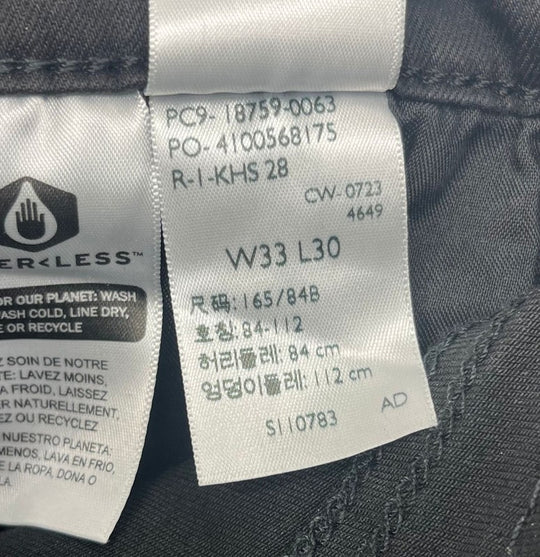 PC9- 18759-0063
PO- 4100568175
R-1-KHS 28
CW- 0723
4649
W33 L30
尺码: 165/84B
호칭: 84-112
허리둘레: 84 cm
엉덩이둘레: 112 cm
S110783
AD
ER<LESS™
OR OUR PLANET: WASH
WASH COLD, LINE DRY,
OR RECYCLE
SOIN DE NOTRE
LAVEZ MOINS,
A FROID, LAISSEZ
NATURELLEMENT,
OU RECYCLEZ
NUESTRO PLANETA:
MENOS, LAVA EN FRIO,
LA ROPA, DONA O